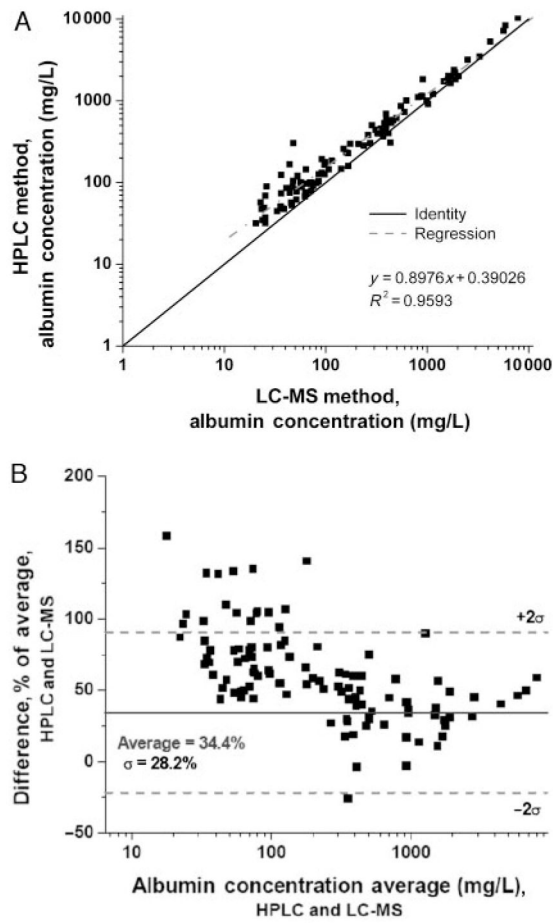 A
10 000
1000
100
10
1
HPLC method,
albumin concentration (mg/L)
Identity
Regression
y = 0.8976x + 0.39026
R² = 0.9593
1 10 100 1000 10 000
LC-MS method,
albumin concentration (mg/L)
B
200
150
100
50
0
−50
Difference, % of average,
HPLC and LC-MS
+2σ
Average = 34.4%
σ = 28.2%
−2σ
10 100 1000
Albumin concentration average (mg/L),
HPLC and LC-MS